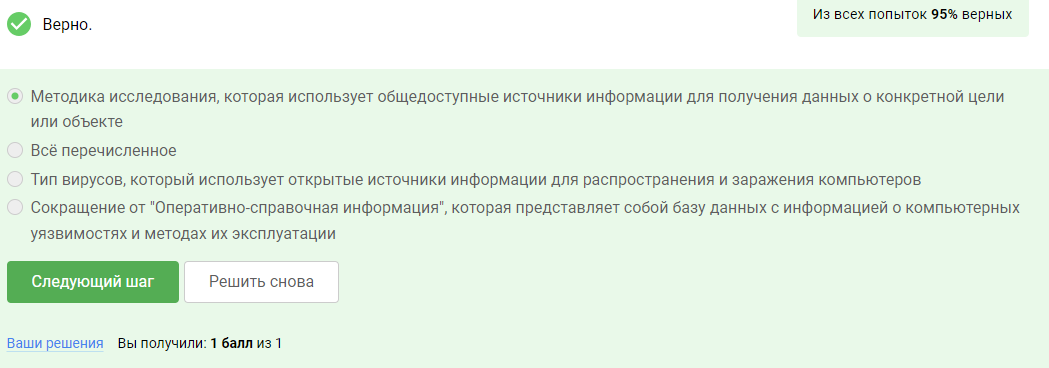 Верно.
Из всех попыток 95% верных
Методика исследования, которая использует общедоступные источники информации для получения данных о конкретной цели
или объекте
Всё перечисленное
Тип вирусов, который использует открытые источники информации для распространения и заражения компьютеров
Сокращение от "Оперативно-справочная информация", которая представляет собой базу данных с информацией о компьютерных
уязвимостях и методах их эксплуатации
Следующий шаг
Решить снова
Ваши решения Вы получили: 1 балл из 1